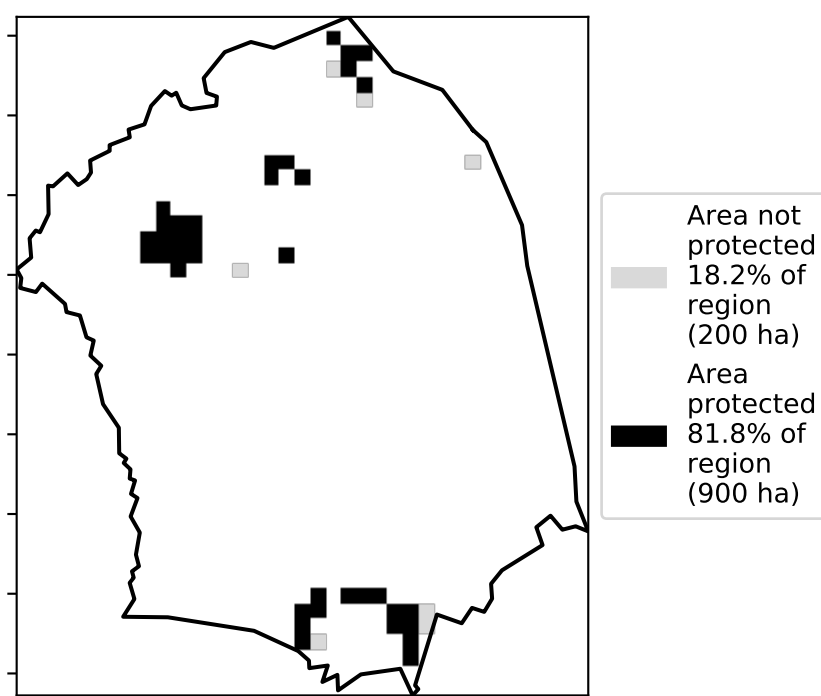 Area not
protected
18.2% of
region
(200 ha)
Area
protected
81.8% of
region
(900 ha)